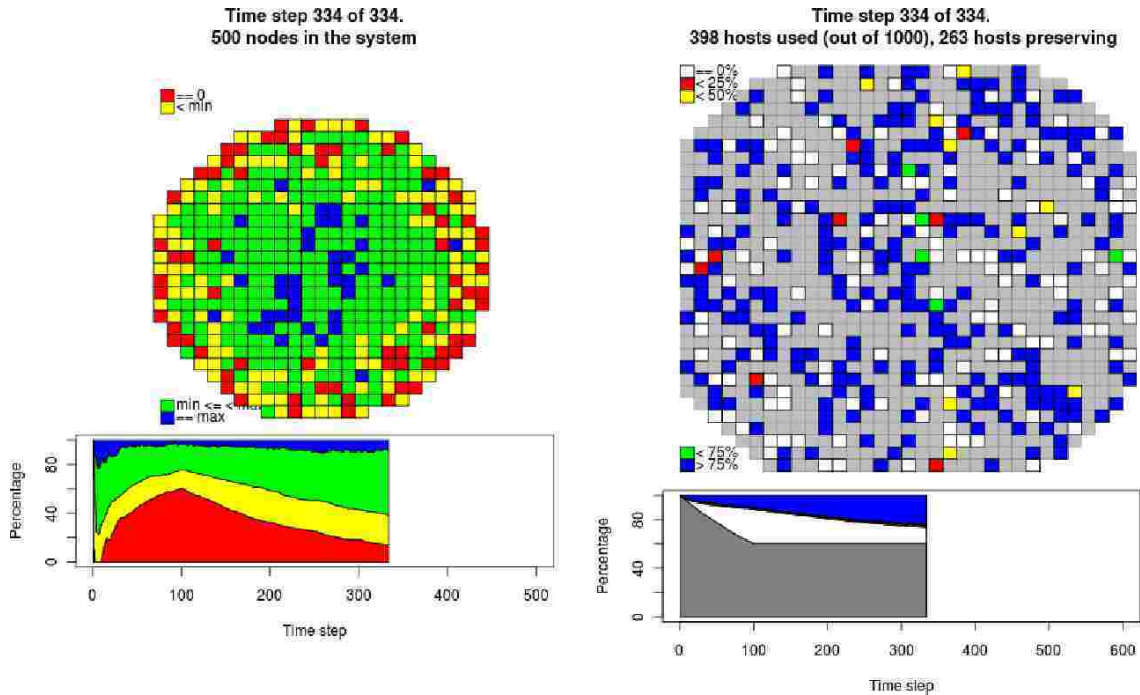 Time step 334 of 334.
500 nodes in the system
== 0
< min
min <= < max
== max
Percentage
0 40 80
0 100 200 300 400 500
Time step
Time step 334 of 334.
398 hosts used (out of 1000), 263 hosts preserving
== 0%
< 25%
< 50%
< 75%
> 75%
Percentage
0 40 80
0 100 200 300 400 500 600
Time step